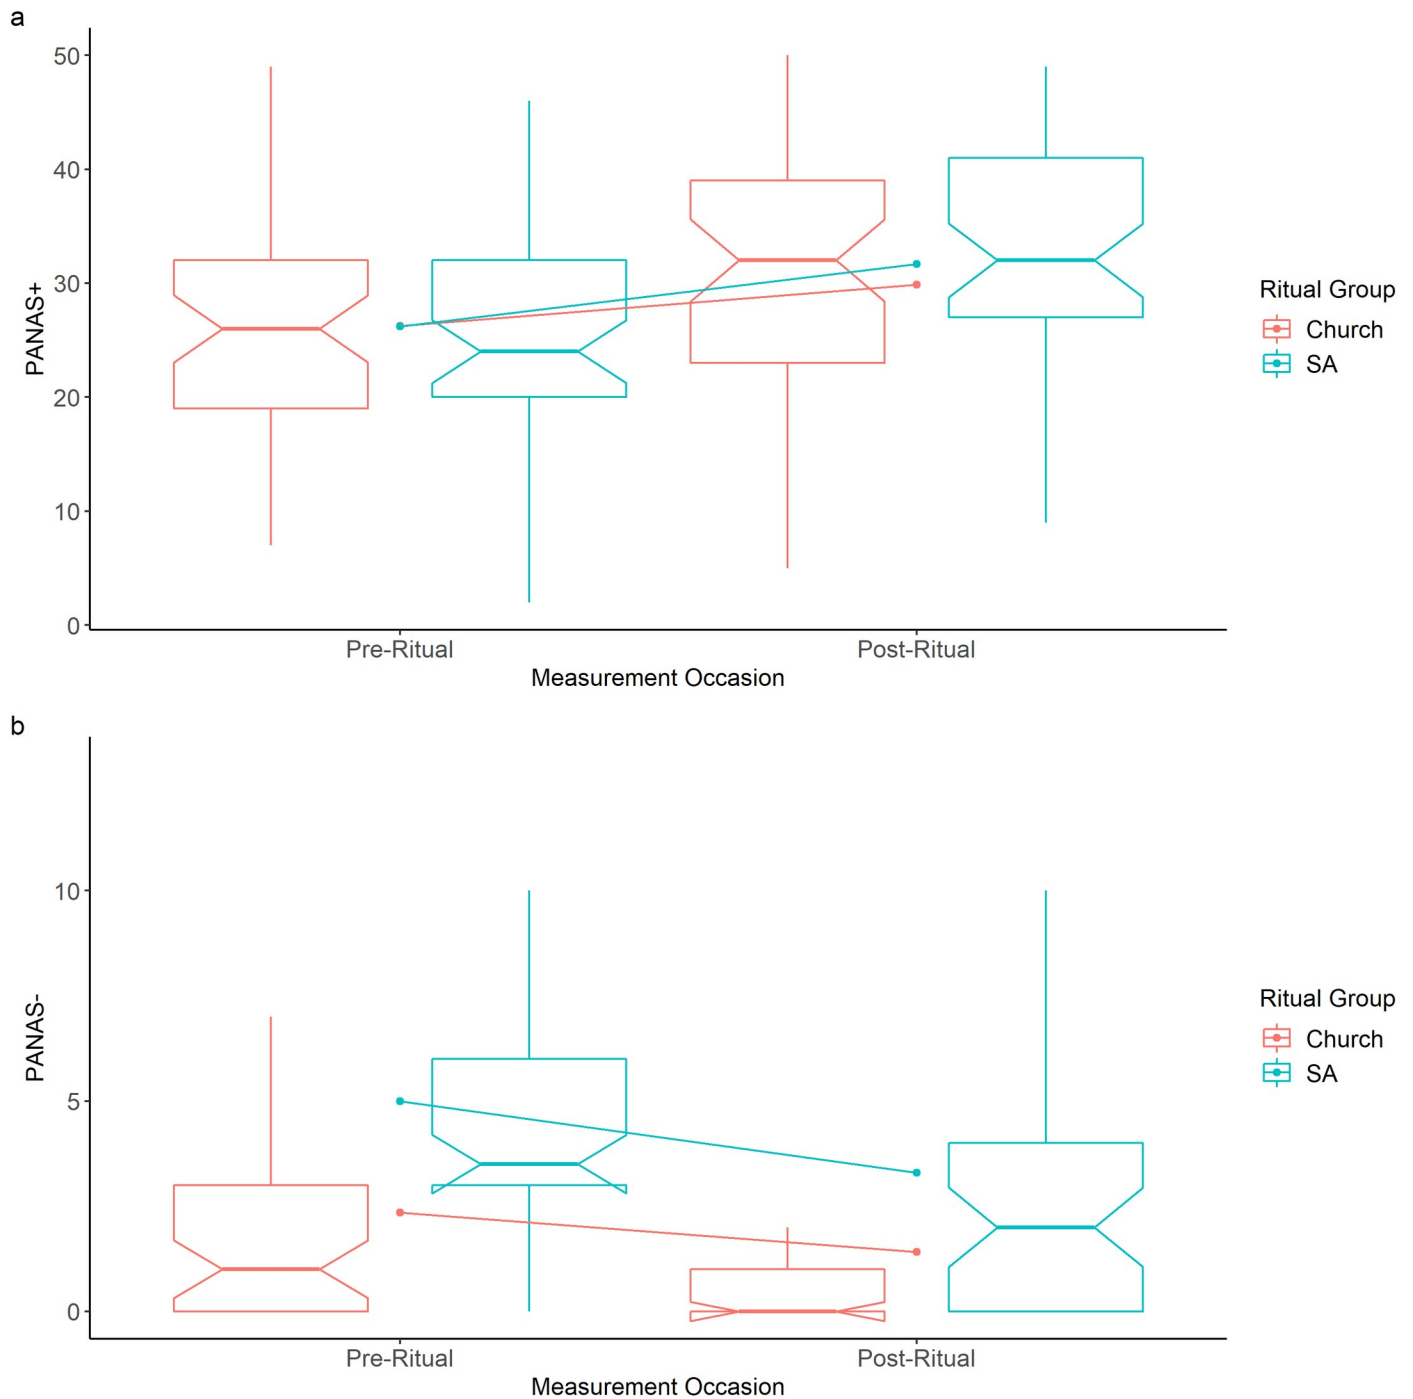 a
50
40
30
20
10
0
PANAS+
Pre-Ritual Post-Ritual
Measurement Occasion
Ritual Group
Church
SA
b
10
5
0
PANAS-
Pre-Ritual Post-Ritual
Measurement Occasion
Ritual Group
Church
SA